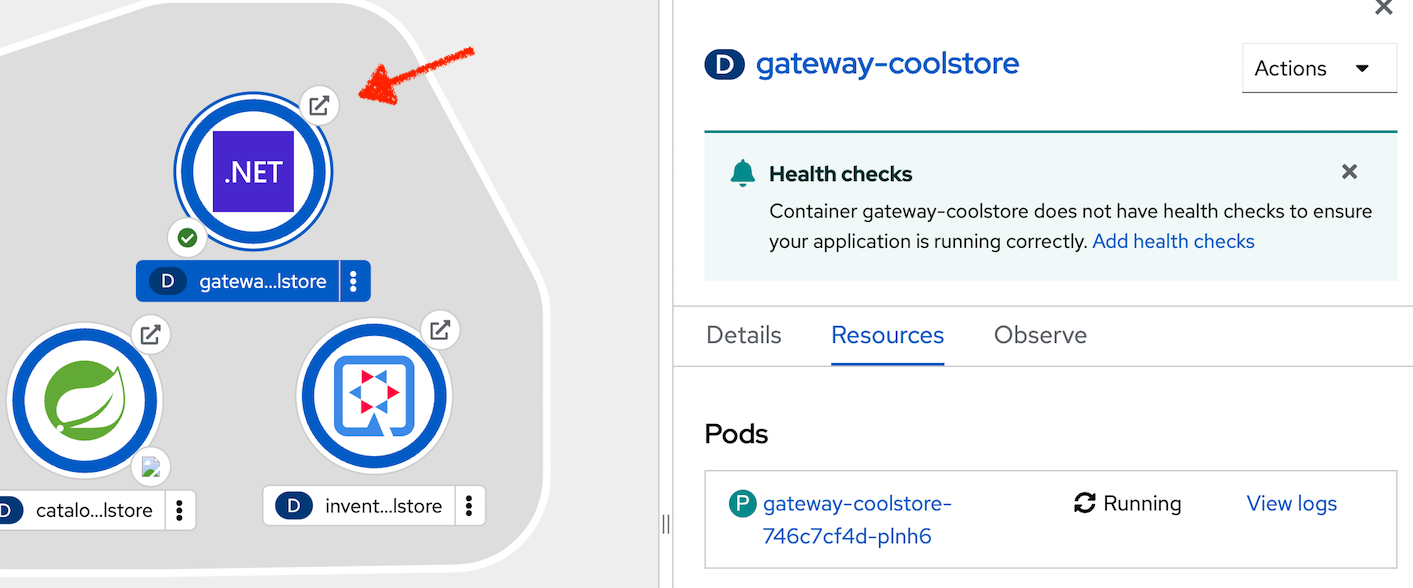 .NET
D gatewa...lstore
D catalo...lstore
D invent...lstore
D gateway-coolstore
Actions
Health checks
Container gateway-coolstore does not have health checks to ensure
your application is running correctly. Add health checks
Details Resources Observe
Pods
P gateway-coolstore- Running View logs
746c7cf4d-plnh6